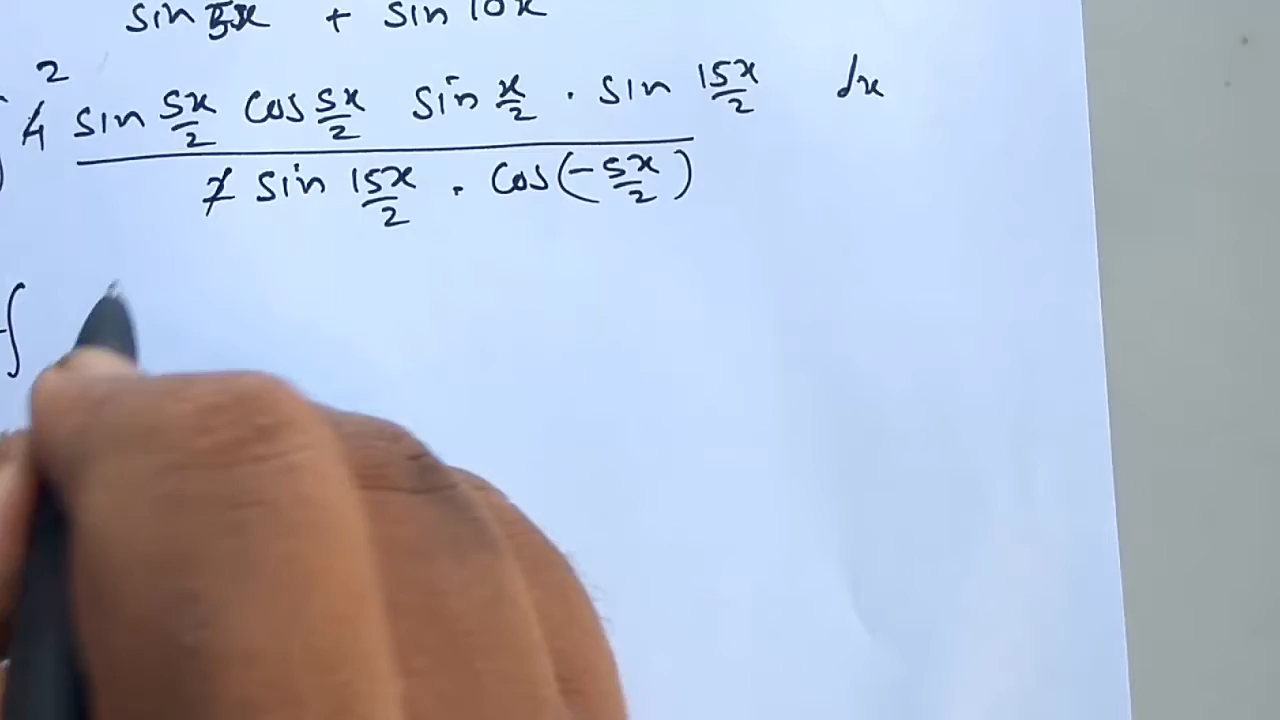 sin 5x + sin 10x
2
∫ 4 sin 5x/2 cos 5x/2 sin x/2 . sin 15x/2 dx
2 sin 15x/2 . cos(-5x/2)
∫